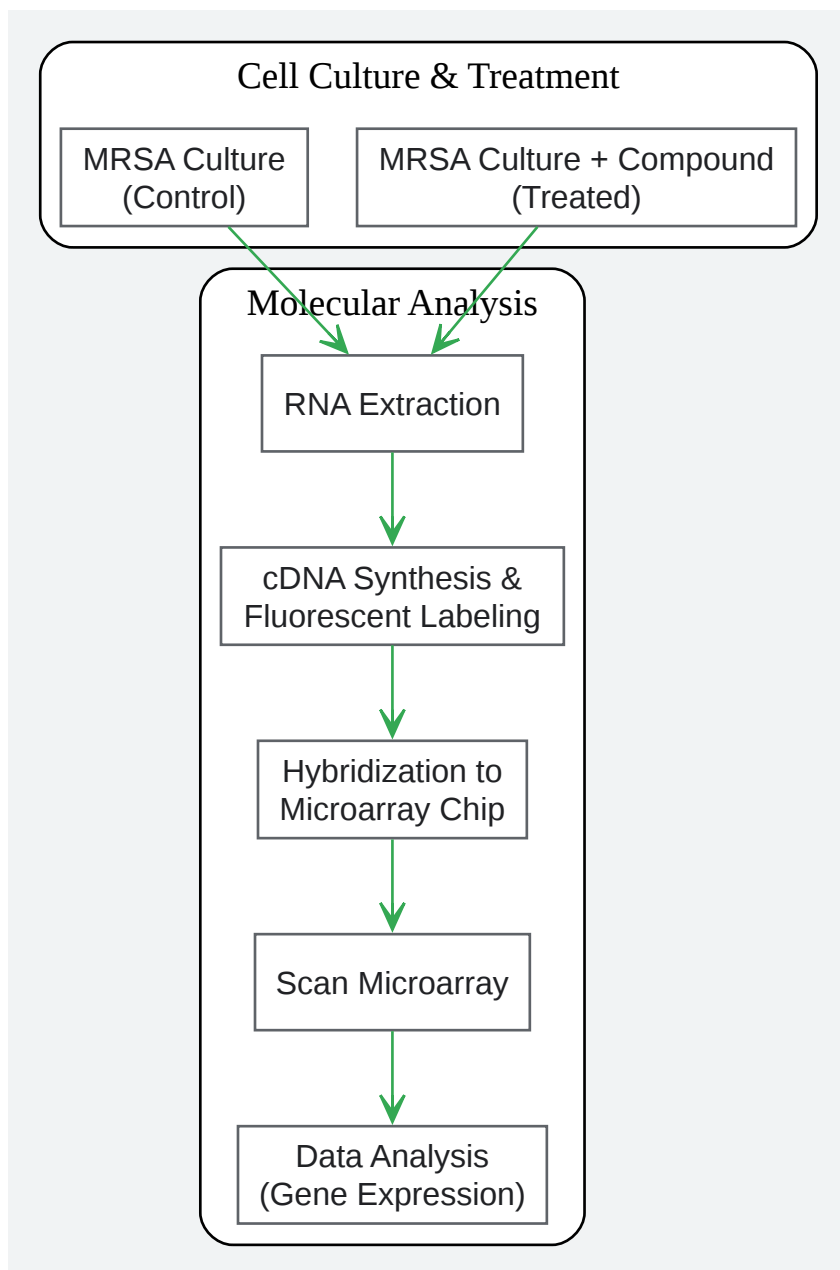 Cell Culture & Treatment
MRSA Culture
(Control)
MRSA Culture + Compound
(Treated)
Molecular Analysis
RNA Extraction
cDNA Synthesis &
Fluorescent Labeling
Hybridization to
Microarray Chip
Scan Microarray
Data Analysis
(Gene Expression)